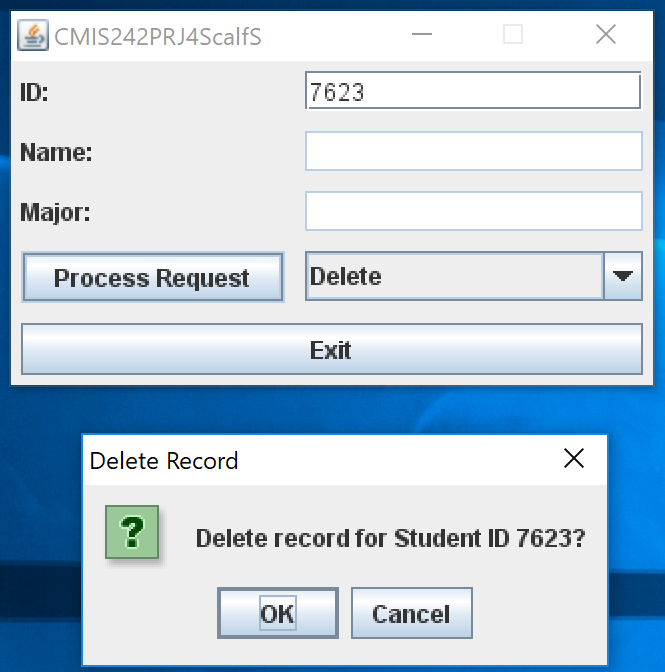 CMIS242PRJ4ScalfS
ID:
7623
Name:
Major:
Process Request
Delete
Exit
Delete Record
?
Delete record for Student ID 7623?
OK
Cancel